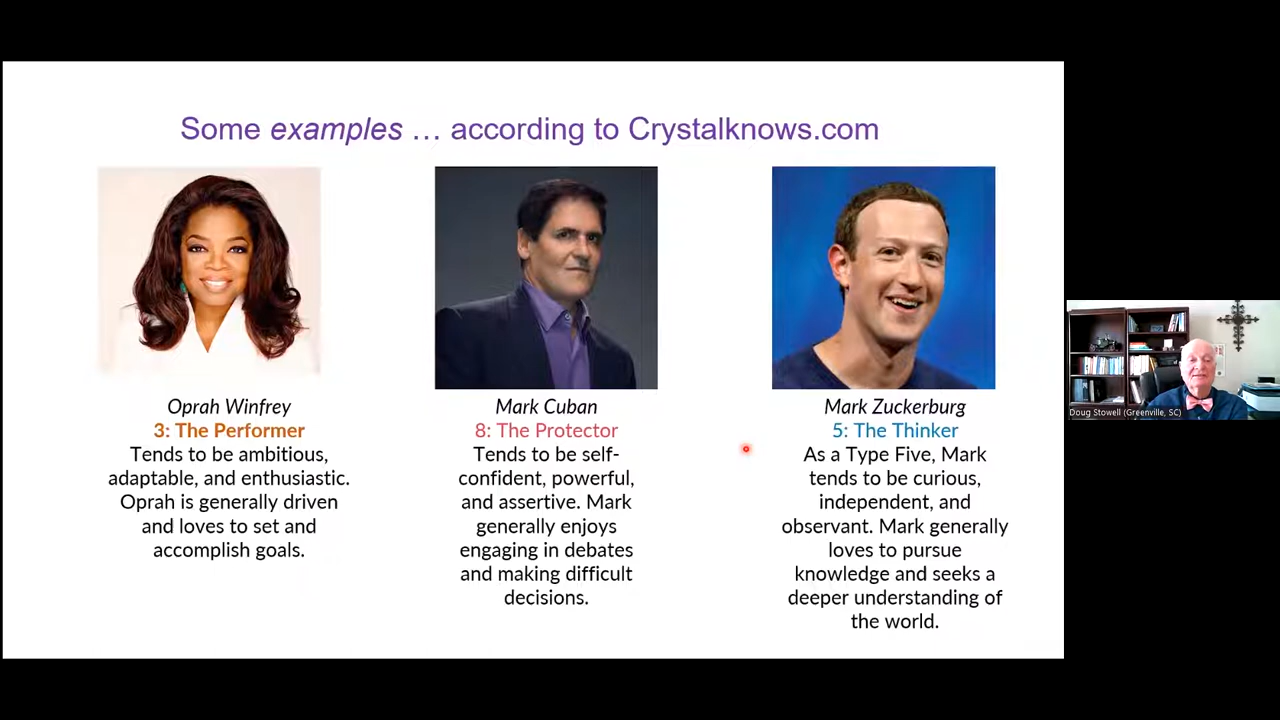 Some examples … according to Crystalknows.com
Oprah Winfrey
3: The Performer
Tends to be ambitious,
adaptable, and enthusiastic.
Oprah is generally driven
and loves to set and
accomplish goals.
Mark Cuban
8: The Protector
Tends to be self-
confident, powerful,
and assertive. Mark
generally enjoys
engaging in debates
and making difficult
decisions.
Mark Zuckerburg
5: The Thinker
As a Type Five, Mark
tends to be curious,
independent, and
observant. Mark generally
loves to pursue
knowledge and seeks a
deeper understanding of
the world.
Doug Stowell (Greenville, SC)